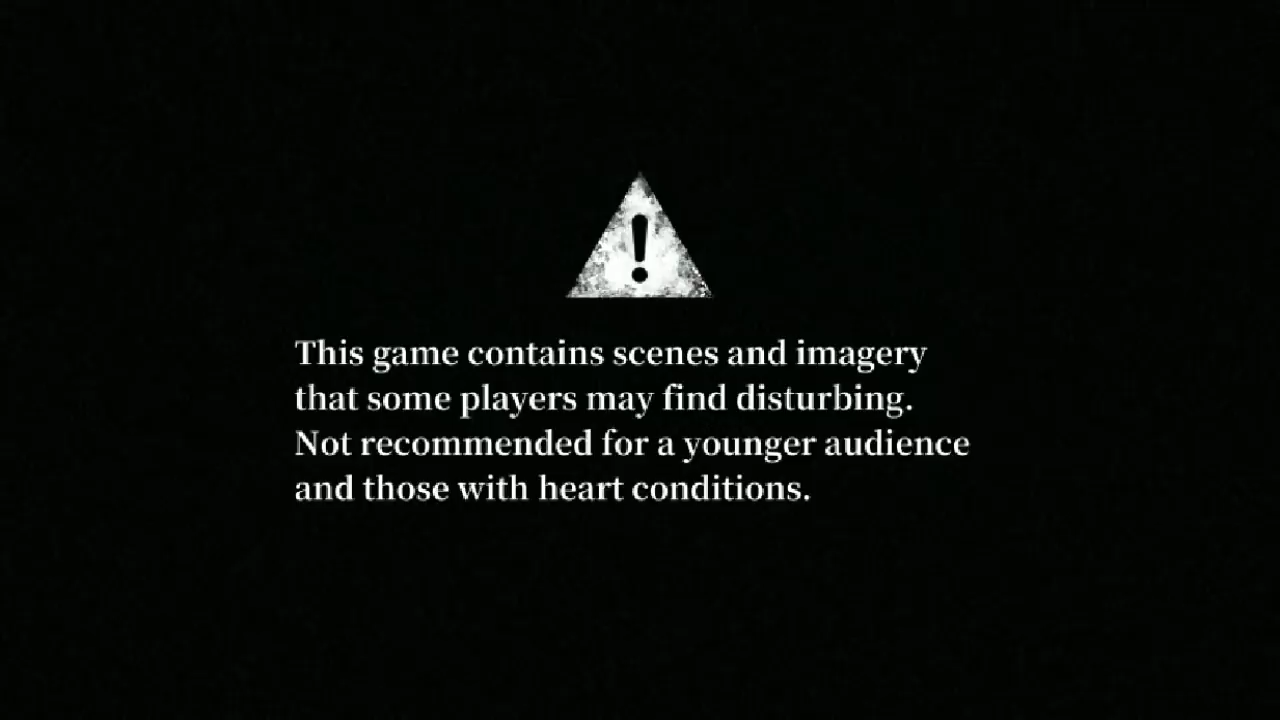 !
This game contains scenes and imagery
that some players may find disturbing.
Not recommended for a younger audience
and those with heart conditions.